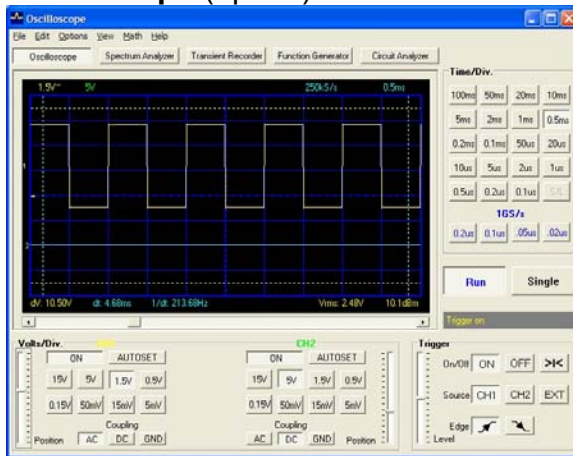 Oscilloscope
File Edit Options View Math Help
Oscilloscope Spectrum Analyzer Transient Recorder Function Generator Circuit Analyzer
1.5V~ 5V 250kS/s 0.5ms
1
2
dV: 10.50V dt: 4.68ms 1/dt: 213.68Hz Vrms: 2.48V 10.1dBm
Time/Div.
100ms 50ms 20ms 10ms
5ms 2ms 1ms 0.5ms
0.2ms 0.1ms 50us 20us
10us 5us 2us 1us
0.5us 0.2us 0.1us S/L
1GS/s
0.2us 0.1us .05us .02us
Run Single
Trigger on
Volts/Div. CH1
ON AUTOSET
15V 5V 1.5V 0.5V
0.15V 50mV 15mV 5mV
Coupling
Position AC DC GND
CH2
ON AUTOSET
15V 5V 1.5V 0.5V
0.15V 50mV 15mV 5mV
Coupling
AC DC GND Position
Trigger
On/Off ON OFF
Source CH1 CH2 EXT
Edge
Level